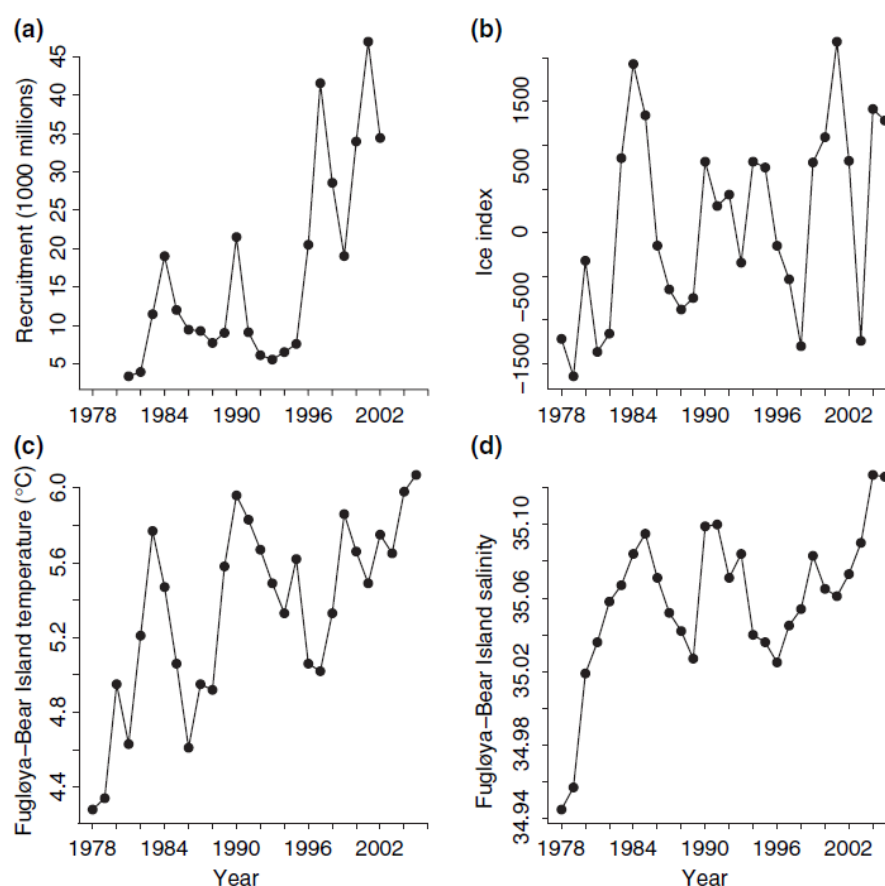 (a)
Recruitment (1000 millions)
45
40
35
30
25
20
15
10
5
1978 1984 1990 1996 2002
(b)
Ice index
1500
500
0
−500
−1500
1978 1984 1990 1996 2002
(c)
Fugløya−Bear Island temperature (°C)
6.0
5.6
5.2
4.8
4.4
1978 1984 1990 1996 2002
Year
(d)
Fugløya−Bear Island salinity
35.10
35.06
35.02
34.98
34.94
1978 1984 1990 1996 2002
Year